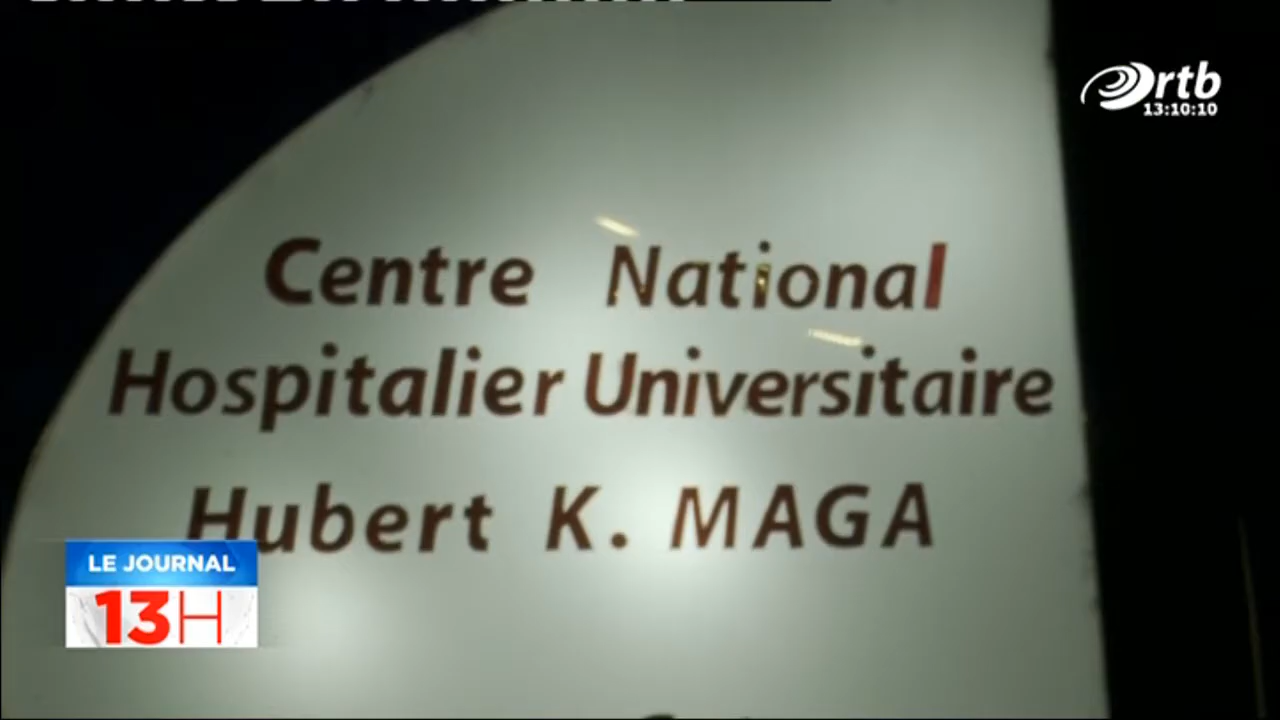 ortb
13:10:10
Centre National
Hospitalier Universitaire
Hubert K. MAGA
LE JOURNAL
13H